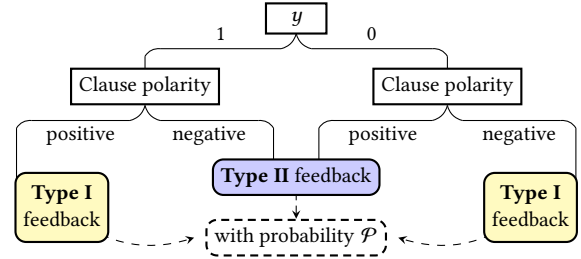 y
1 0
Clause polarity Clause polarity
positive negative positive negative
Type I Type II feedback Type I
feedback feedback
with probability 𝒫